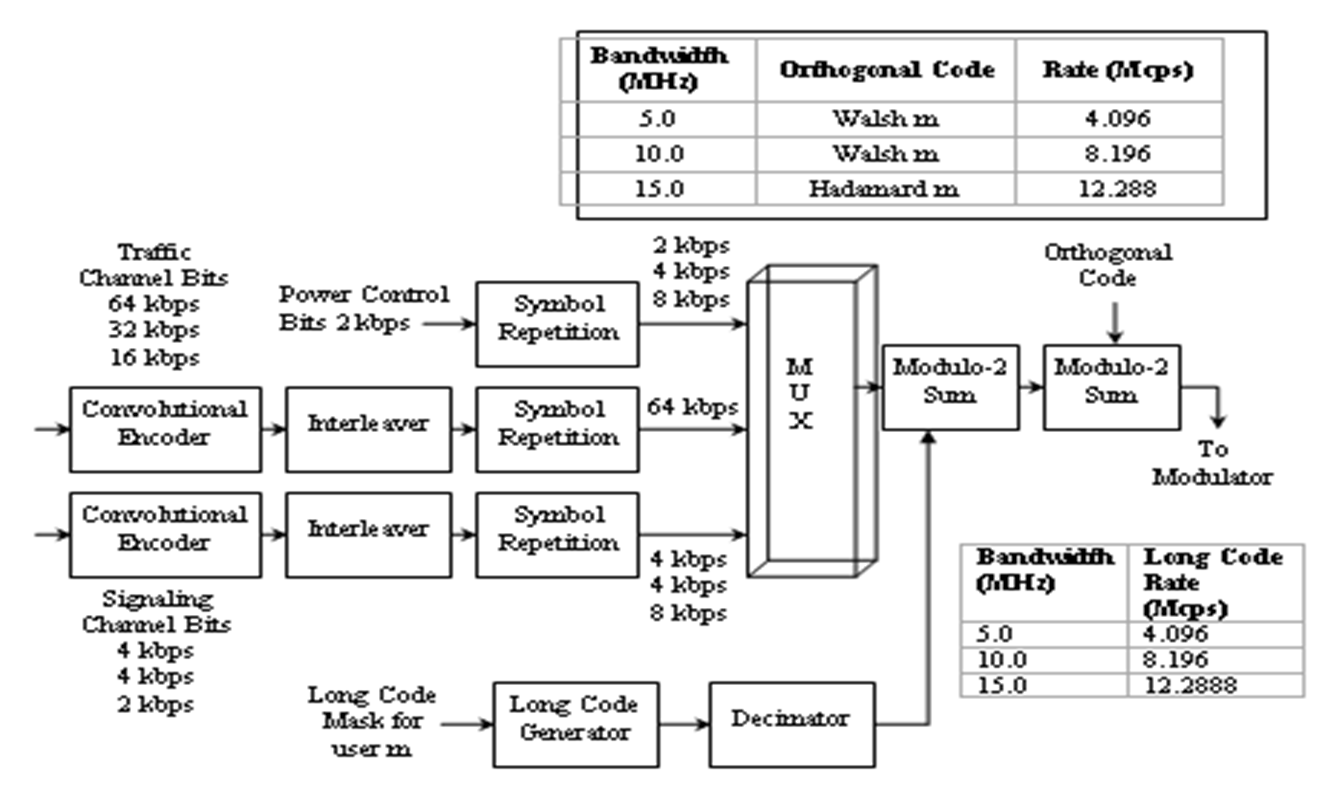 Bandwidth
(MHz)
Orthogonal Code
Rate (Mcps)
5.0
Walsh m
4.096
10.0
Walsh m
8.196
15.0
Hadamard m
12.288
Traffic
Channel Bits
64 kbps
32 kbps
16 kbps
Power Control
Bits 2 kbps
Symbol
Repetition
2 kbps
4 kbps
8 kbps
Orthogonal
Code
M
U
X
Modulo-2
Sum
Modulo-2
Sum
Convolutional
Encoder
Interleaver
Symbol
Repetition
64 kbps
To
Modulator
Convolutional
Encoder
Interleaver
Symbol
Repetition
4 kbps
4 kbps
8 kbps
Signaling
Channel Bits
4 kbps
4 kbps
2 kbps
Bandwidth
(MHz)
Long Code
Rate
(Mcps)
5.0
4.096
10.0
8.196
15.0
12.2888
Long Code
Mask for
user m
Long Code
Generator
Decimator